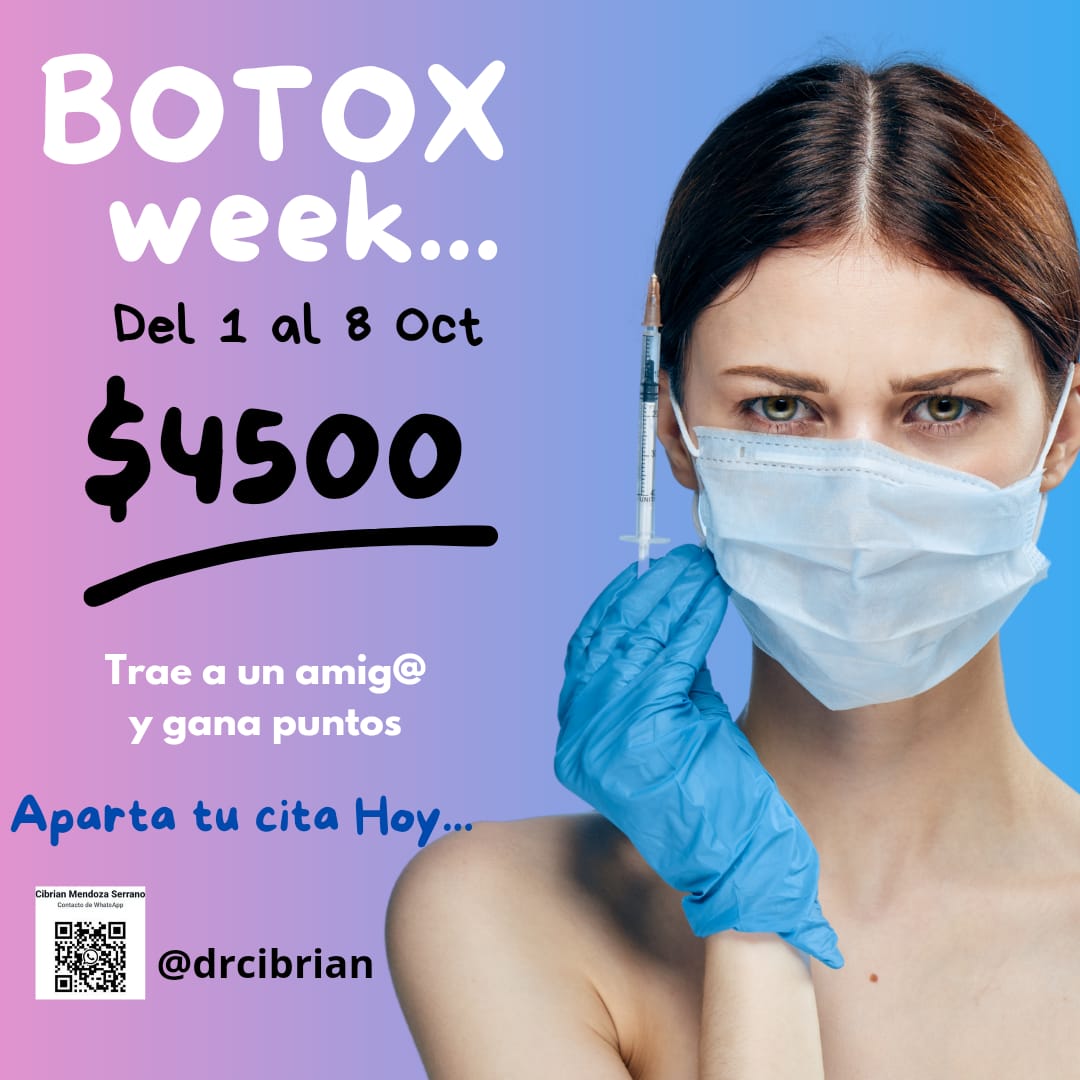 BOTOX
week...
Del 1 al 8 Oct
$4500
Trae a un amig@
y gana puntos
Aparta tu cita Hoy...
Cibrian Mendoza Serrano
Contacto de WhatsApp
@drcibrian